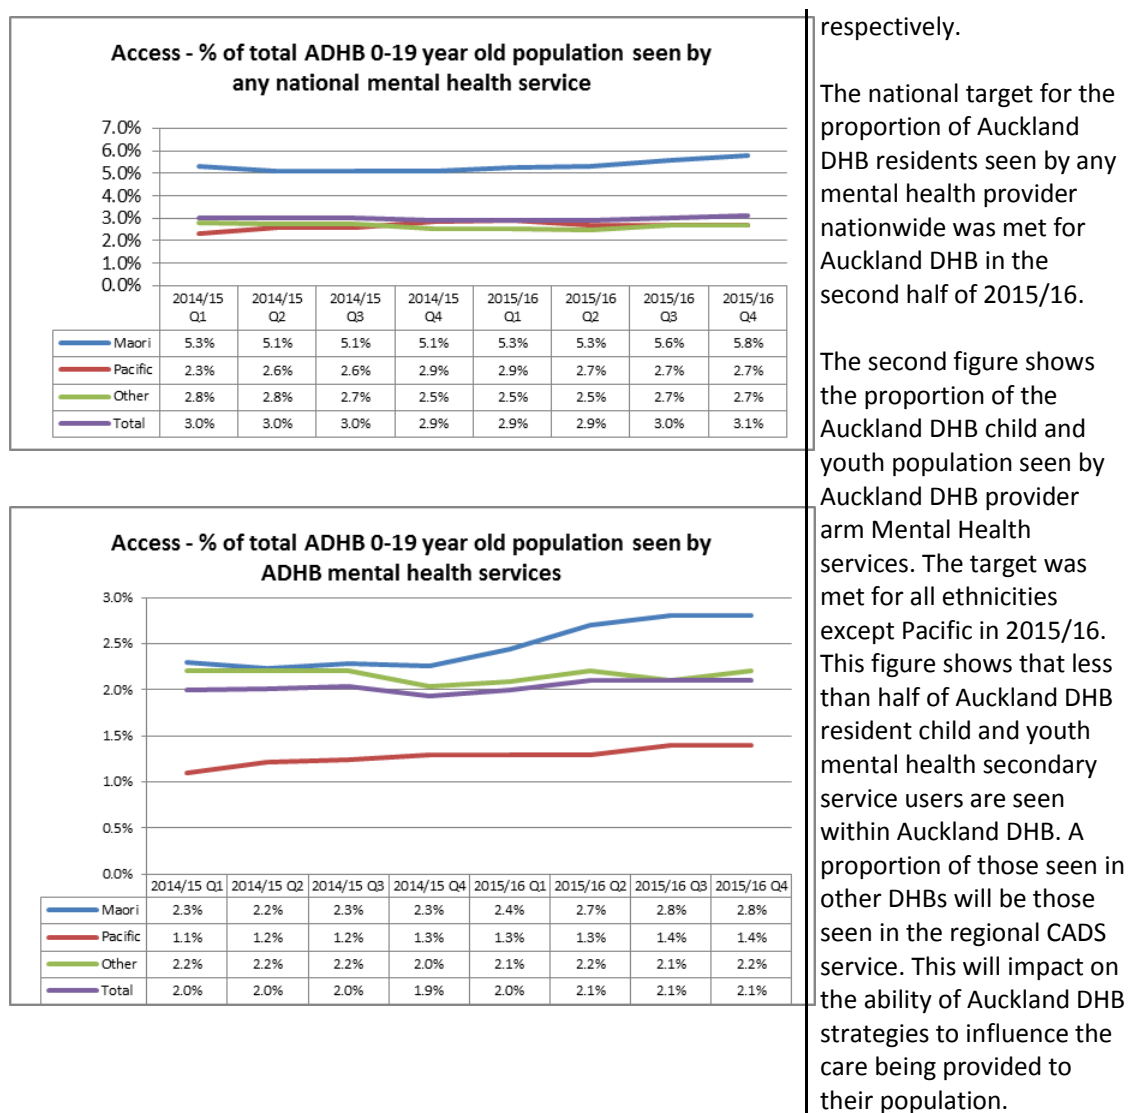 Access - % of total ADHB 0-19 year old population seen by
any national mental health service
7.0%
6.0%
5.0%
4.0%
3.0%
2.0%
1.0%
0.0%
2014/15 Q1 2014/15 Q2 2014/15 Q3 2014/15 Q4 2015/16 Q1 2015/16 Q2 2015/16 Q3 2015/16 Q4
Maori 5.3% 5.1% 5.1% 5.1% 5.3% 5.3% 5.6% 5.8%
Pacific 2.3% 2.6% 2.6% 2.9% 2.9% 2.7% 2.7% 2.7%
Other 2.8% 2.8% 2.7% 2.5% 2.5% 2.5% 2.7% 2.7%
Total 3.0% 3.0% 3.0% 2.9% 2.9% 2.9% 3.0% 3.1%
Access - % of total ADHB 0-19 year old population seen by
ADHB mental health services
3.0%
2.5%
2.0%
1.5%
1.0%
0.5%
0.0%
2014/15 Q1 2014/15 Q2 2014/15 Q3 2014/15 Q4 2015/16 Q1 2015/16 Q2 2015/16 Q3 2015/16 Q4
Maori 2.3% 2.2% 2.3% 2.3% 2.4% 2.7% 2.8% 2.8%
Pacific 1.1% 1.2% 1.2% 1.3% 1.3% 1.3% 1.4% 1.4%
Other 2.2% 2.2% 2.2% 2.0% 2.1% 2.2% 2.1% 2.2%
Total 2.0% 2.0% 2.0% 1.9% 2.0% 2.1% 2.1% 2.1%
respectively.
The national target for the
proportion of Auckland
DHB residents seen by any
mental health provider
nationwide was met for
Auckland DHB in the
second half of 2015/16.
The second figure shows
the proportion of the
Auckland DHB child and
youth population seen by
Auckland DHB provider
arm Mental Health
services. The target was
met for all ethnicities
except Pacific in 2015/16.
This figure shows that less
than half of Auckland DHB
resident child and youth
mental health secondary
service users are seen
within Auckland DHB. A
proportion of those seen in
other DHBs will be those
seen in the regional CADS
service. This will impact on
the ability of Auckland DHB
strategies to influence the
care being provided to
their population.